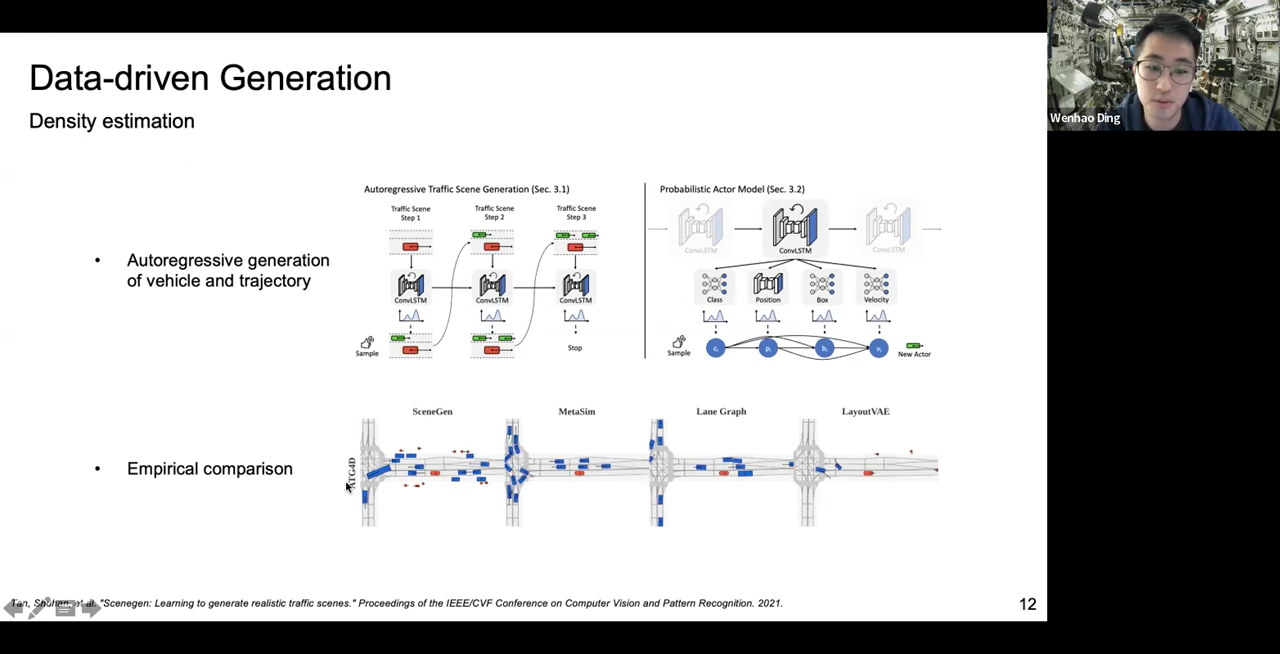 Data-driven Generation
Density estimation
Wenhao Ding
Autoregressive Traffic Scene Generation (Sec. 3.1)
Traffic Scene Step 1
Traffic Scene Step 2
Traffic Scene Step 3
ConvLSTM
ConvLSTM
ConvLSTM
Sample
Stop
Probabilistic Actor Model (Sec. 3.2)
ConvLSTM
ConvLSTM
ConvLSTM
Class
Position
Box
Velocity
Sample
New Actor
• Autoregressive generation
of vehicle and trajectory
SceneGen
MetaSim
Lane Graph
LayoutVAE
ATG4D
• Empirical comparison
Tan, Shuhan, et al. "Scenegen: Learning to generate realistic traffic scenes." Proceedings of the IEEE/CVF Conference on Computer Vision and Pattern Recognition. 2021.
12